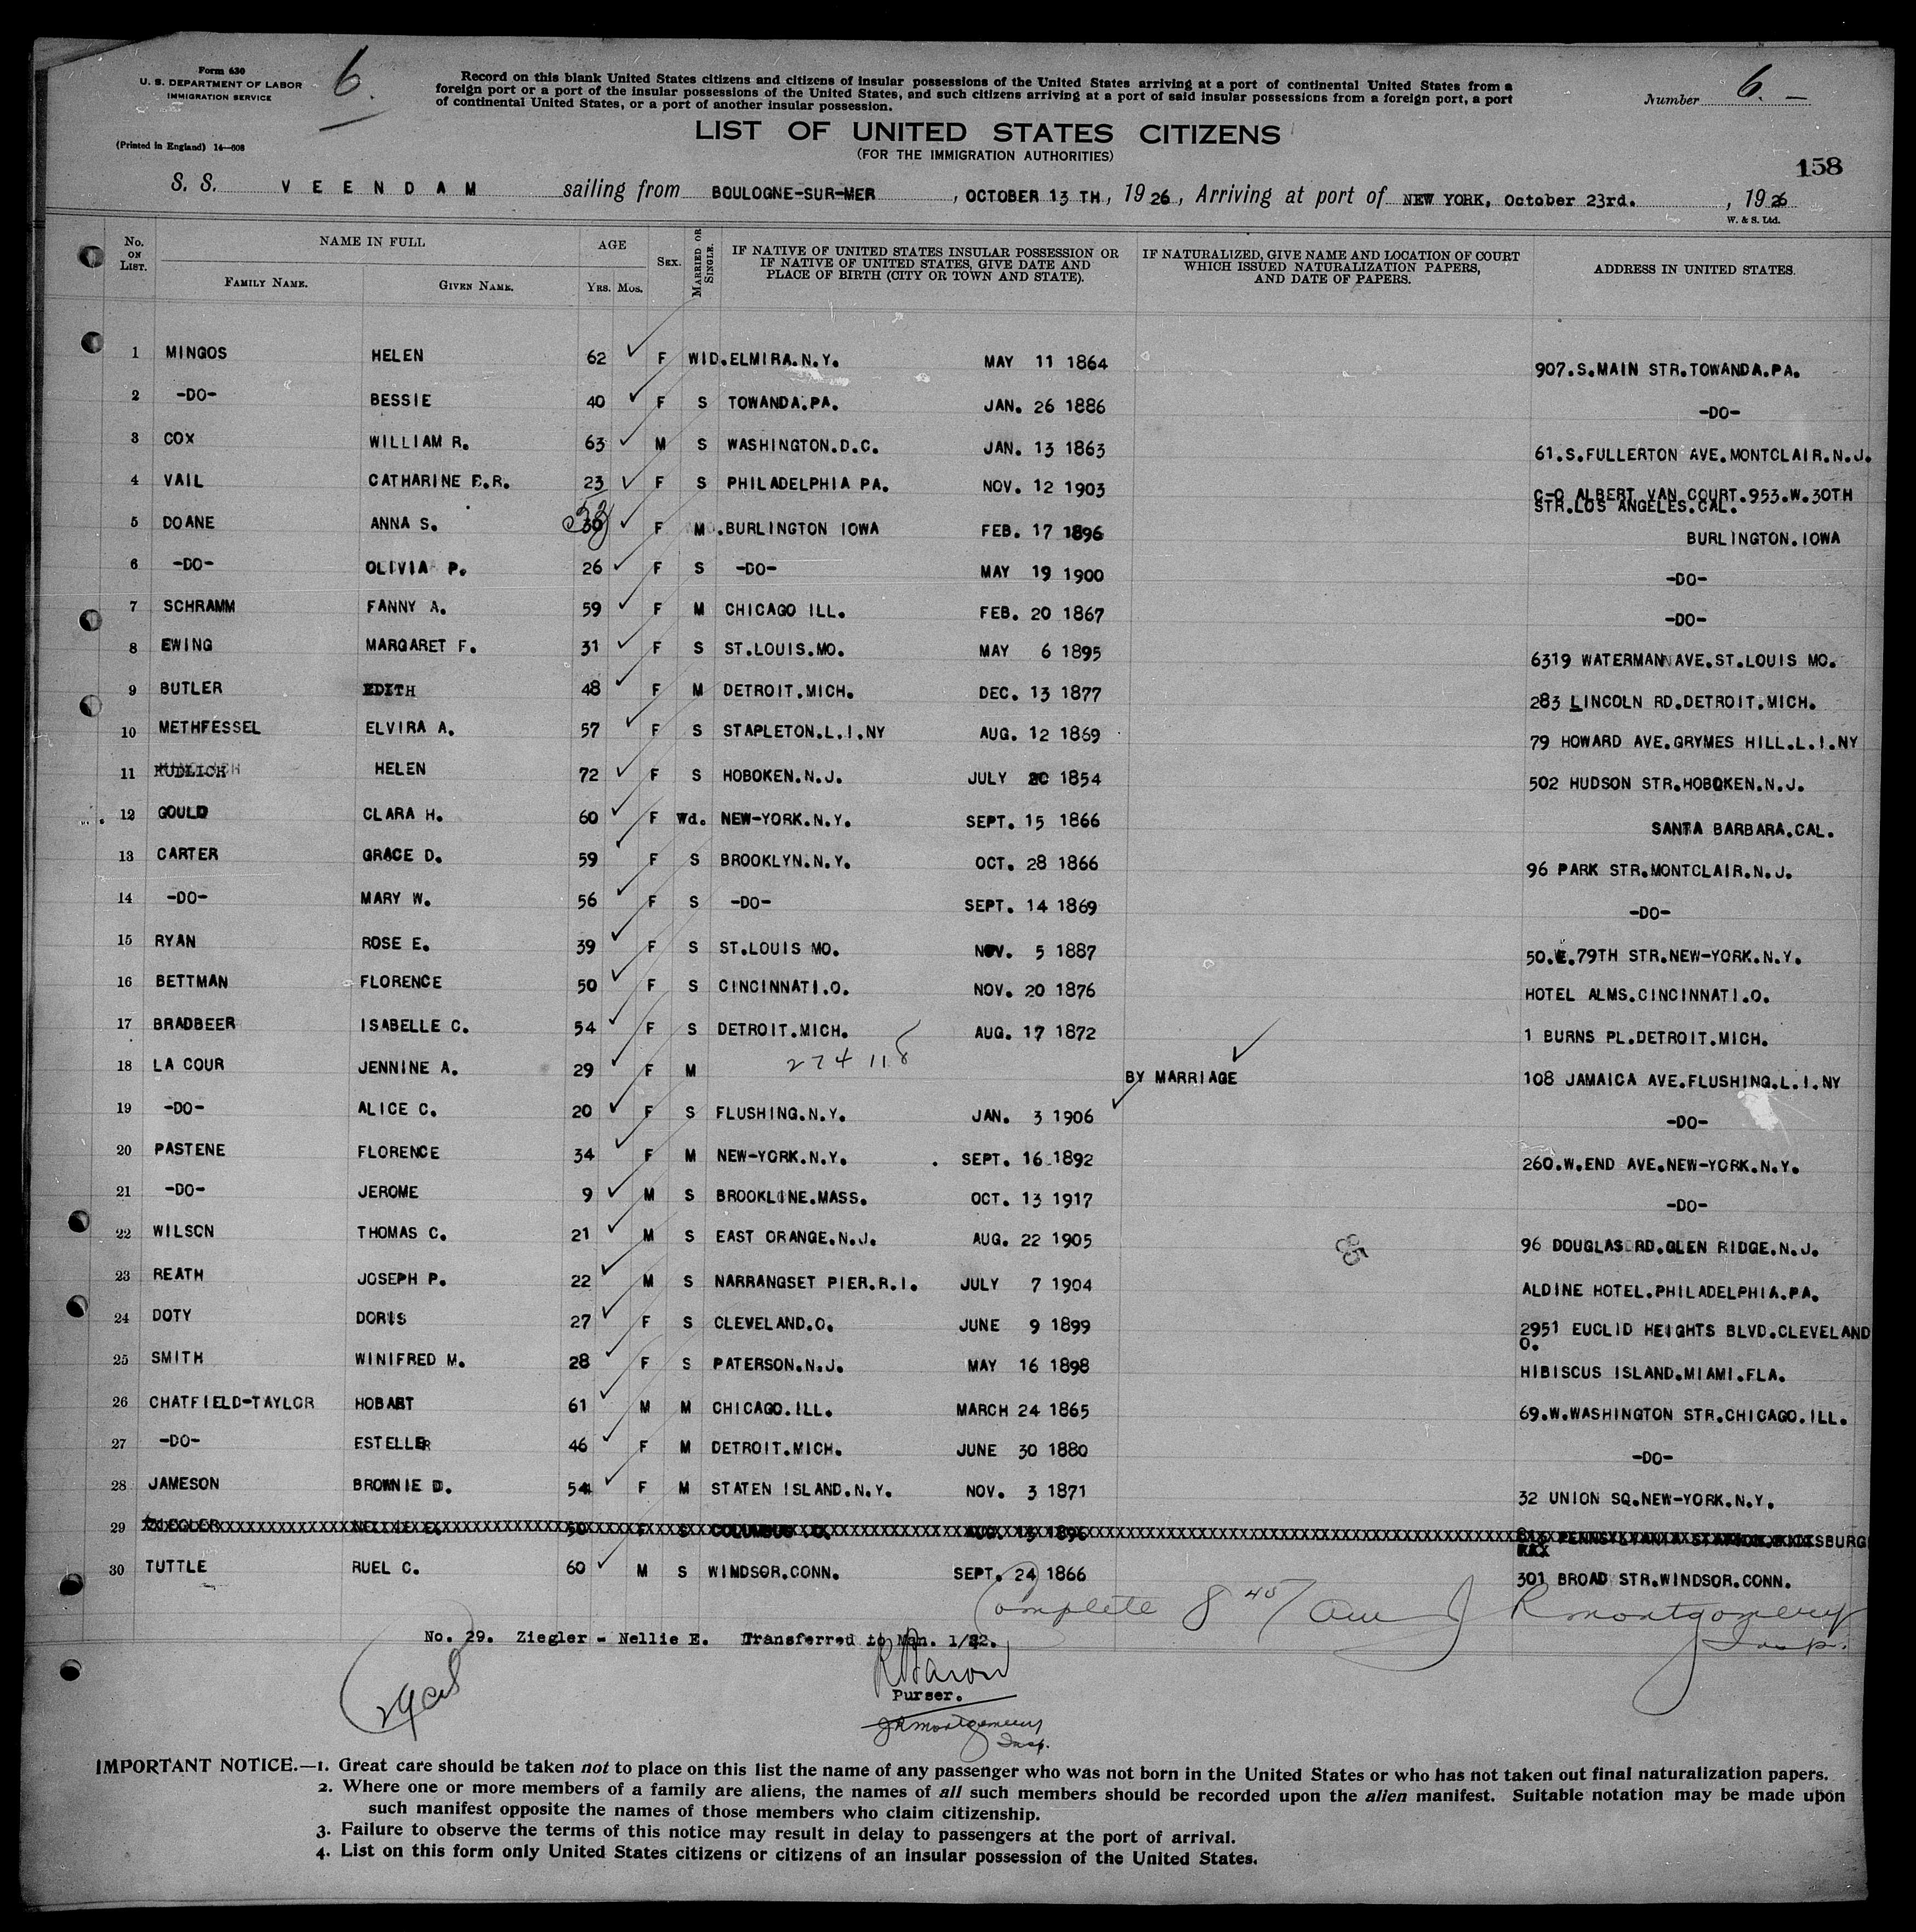 Form 630
U. S. DEPARTMENT OF LABOR
IMMIGRATION SERVICE
(Printed in England) 14—608
6.
Record on this blank United States citizens and citizens of insular possessions of the United States arriving at a port of continental United States from a
foreign port or a port of the insular possessions of the United States, and such citizens arriving at a port of said insular possessions from a foreign port, a port
of continental United States, or a port of another insular possession.
Number 6. —
LIST OF UNITED STATES CITIZENS
(FOR THE IMMIGRATION AUTHORITIES)
158
S. S. VEENDAM sailing from BOULOGNE-SUR-MER, OCTOBER 13 TH, 1926, Arriving at port of NEW YORK, October 23rd., 1926
W. & S. Ltd.
No. ON LIST. NAME IN FULL FAMILY NAME. GIVEN NAME. AGE YRS. MOS. SEX. MARRIED OR SINGLE. IF NATIVE OF UNITED STATES INSULAR POSSESSION OR IF NATIVE OF UNITED STATES, GIVE DATE AND PLACE OF BIRTH (CITY OR TOWN AND STATE). IF NATURALIZED, GIVE NAME AND LOCATION OF COURT WHICH ISSUED NATURALIZATION PAPERS, AND DATE OF PAPERS. ADDRESS IN UNITED STATES.
1 MINGOS HELEN 62 F WID. ELMIRA.N.Y. MAY 11 1864 907.S.MAIN STR.TOWANDA.PA.
2 -DO- BESSIE 40 F S TOWANDA.PA. JAN. 26 1886 -DO-
3 COX WILLIAM R. 63 M S WASHINGTON.D.C. JAN. 13 1863 61.S.FULLERTON AVE.MONTCLAIR.N.J.
4 VAIL CATHARINE E.R. 23 F S PHILADELPHIA PA. NOV. 12 1903 C-O ALBERT VAN COURT.953.W.30TH
STR.LOS ANGELES.CAL.
5 DOANE ANNA S. 30 53 F M .BURLINGTON IOWA FEB. 17 1896 BURLINGTON.IOWA
6 -DO- OLIVIA P. 26 F S -DO- MAY 19 1900 -DO-
7 SCHRAMM FANNY A. 59 F M CHICAGO ILL. FEB. 20 1867 -DO-
8 EWING MARGARET F. 31 F S ST.LOUIS.MO. MAY 6 1895 6319 WATERMAN AVE.ST.LOUIS MO.
9 BUTLER EDITH 48 F M DETROIT.MICH. DEC. 13 1877 283 LINCOLN RD.DETROIT.MICH.
10 METHFESSEL ELVIRA A. 57 F S STAPLETON.L.I.NY AUG. 12 1869 79 HOWARD AVE.GRYMES HILL.L.I.NY
11 RUDLICH HELEN 72 F S HOBOKEN.N.J. JULY 20 1854 502 HUDSON STR.HOBOKEN.N.J.
12 GOULD CLARA H. 60 F Wd. NEW-YORK.N.Y. SEPT. 15 1866 SANTA BARBARA.CAL.
13 CARTER GRACE D. 59 F S BROOKLYN.N.Y. OCT. 28 1866 96 PARK STR.MONTCLAIR.N.J.
14 -DO- MARY W. 56 F S -DO- SEPT. 14 1869 -DO-
15 RYAN ROSE E. 39 F S ST.LOUIS MO. NOV. 5 1887 50.E.79TH STR.NEW-YORK.N.Y.
16 BETTMAN FLORENCE 50 F S CINCINNATI.O. NOV. 20 1876 HOTEL ALMS.CINCINNATI.O.
17 BRADBEER ISABELLE C. 54 F S DETROIT.MICH. AUG. 17 1872 1 BURNS PL.DETROIT.MICH.
18 LA COUR JENNINE A. 29 F M 274 118 BY MARRIAGE 108 JAMAICA AVE.FLUSHING.L.I.NY
19 -DO- ALICE C. 20 F S FLUSHING.N.Y. JAN. 3 1906 -DO-
20 PASTENE FLORENCE 34 F M NEW-YORK.N.Y. SEPT. 16 1892 260.W.END AVE.NEW-YORK.N.Y.
21 -DO- JEROME 9 M S BROOKLINE.MASS. OCT. 13 1917 -DO-
22 WILSON THOMAS C. 21 M S EAST ORANGE.N.J. AUG. 22 1905 96 DOUGLAS RD.GLEN RIDGE.N.J.
23 REATH JOSEPH P. 22 M S NARRANGSET PIER.R.I. JULY 7 1904 ALDINE HOTEL.PHILADELPHIA.PA.
24 DOTY DORIS 27 F S CLEVELAND.O. JUNE 9 1899 2951 EUCLID HEIGHTS BLVD.CLEVELAND
O.
25 SMITH WINIFRED M. 28 F S PATERSON.N.J. MAY 16 1898 HIBISCUS ISLAND.MIAMI.FLA.
26 CHATFIELD-TAYLOR HOBART 61 M M CHICAGO.ILL. MARCH 24 1865 69.W.WASHINGTON STR.CHICAGO.ILL.
27 -DO- ESTELLE 46 F M DETROIT.MICH. JUNE 30 1880 -DO-
28 JAMESON BROWNIE D. 54 F M STATEN ISLAND.N.Y. NOV. 3 1871 32 UNION SQ.NEW-YORK.N.Y.
29 ZIEGLER NELLIE E. 50 F S COLUMBUS AUG. 1896 PENNSYLVANIA
30 TUTTLE RUEL C. 60 M S WINDSOR.CONN. SEPT. 24 1866 301 BROAD STR.WINDSOR.CONN.
Complete 8 45/ am J R Montgomery
Insp.
No. 29. Ziegler - Nellie E. Transferred to Man. 1/22.
Purser.
J R Montgomery
Insp.
IMPORTANT NOTICE.—1. Great care should be taken not to place on this list the name of any passenger who was not born in the United States or who has not taken out final naturalization papers.
2. Where one or more members of a family are aliens, the names of all such members should be recorded upon the alien manifest. Suitable notation may be made upon
such manifest opposite the names of those members who claim citizenship.
3. Failure to observe the terms of this notice may result in delay to passengers at the port of arrival.
4. List on this form only United States citizens or citizens of an insular possession of the United States.